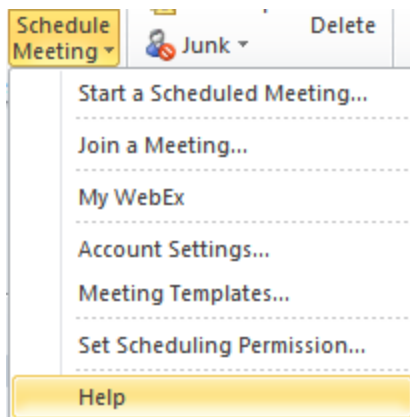 Schedule
Meeting
Junk
Delete
Start a Scheduled Meeting...
Join a Meeting...
My WebEx
Account Settings...
Meeting Templates...
Set Scheduling Permission...
Help